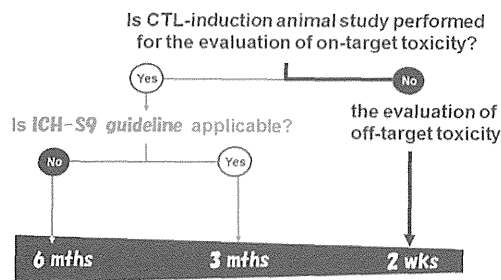 Is CTL-induction animal study performed
for the evaluation of on-target toxicity?
Yes
No
Is ICH-S9 guideline applicable?
the evaluation of
off-target toxicity
No
Yes
6 mths
3 mths
2 wks